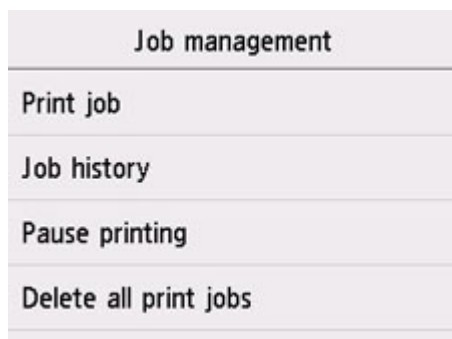 Job management
Print job
Job history
Pause printing
Delete all print jobs